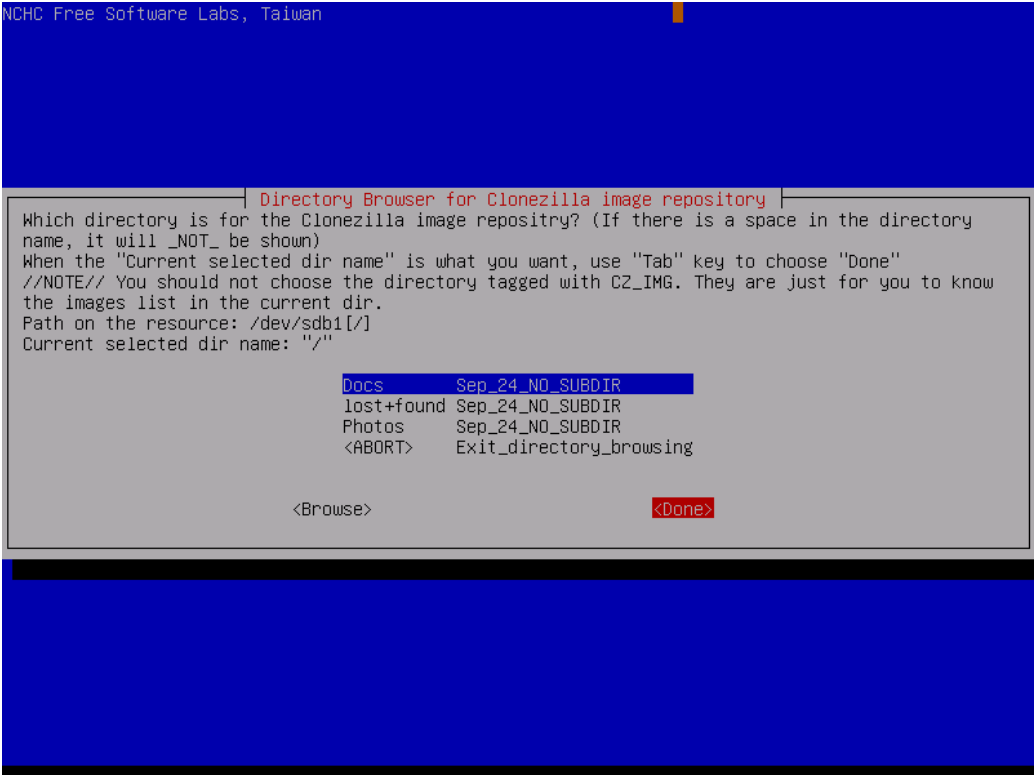 NCHC Free Software Labs, Taiwan
Directory Browser for Clonezilla image repository
Which directory is for the Clonezilla image repositry? (If there is a space in the directory
name, it will _NOT_ be shown)
When the "Current selected dir name" is what you want, use "Tab" key to choose "Done"
//NOTE// You should not choose the directory tagged with CZ_IMG. They are just for you to know
the images list in the current dir.
Path on the resource: /dev/sdb1[/]
Current selected dir name: "/"
Docs Sep_24_NO_SUBDIR
lost+found Sep_24_NO_SUBDIR
Photos Sep_24_NO_SUBDIR
<ABORT> Exit_directory_browsing
<Browse> <Done>